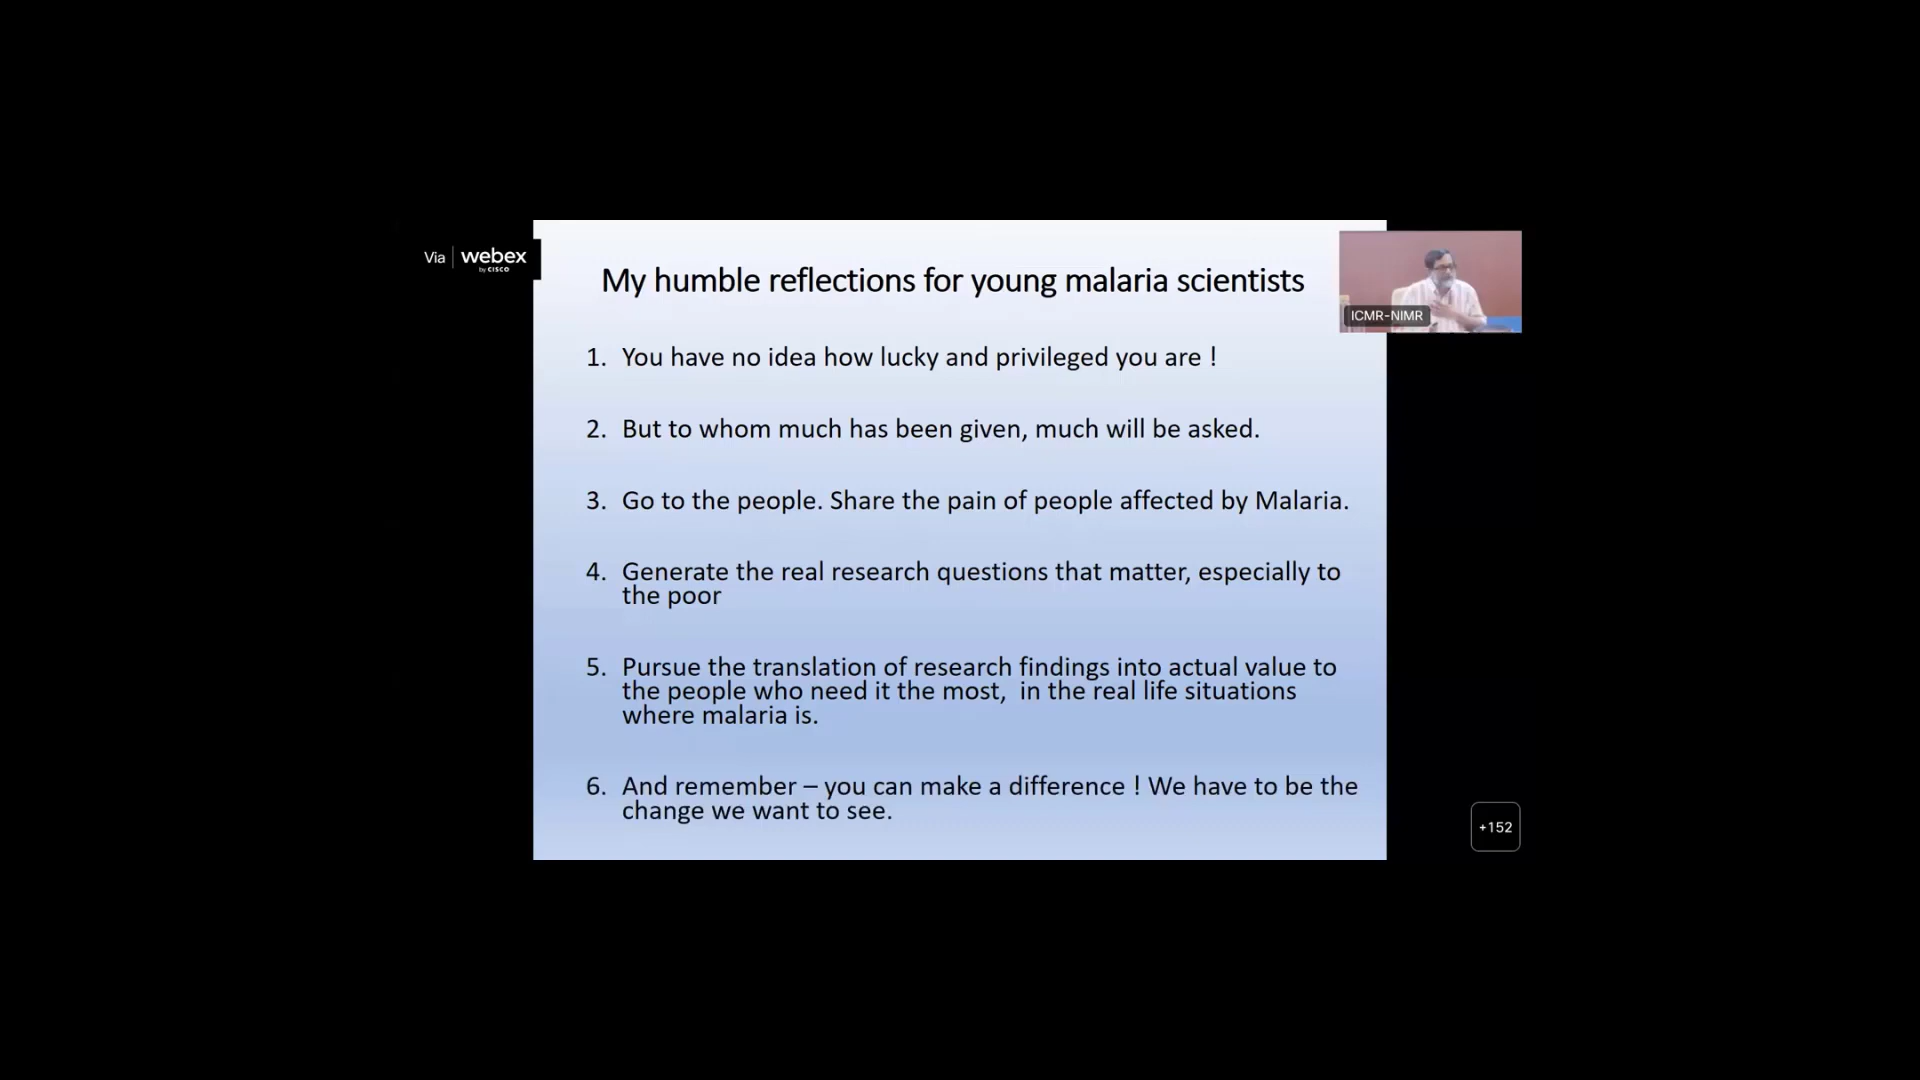 Via
webex
by CISCO
My humble reflections for young malaria scientists
ICMR-NIMR
1. You have no idea how lucky and privileged you are !
2. But to whom much has been given, much will be asked.
3. Go to the people. Share the pain of people affected by Malaria.
4. Generate the real research questions that matter, especially to
the poor
5. Pursue the translation of research findings into actual value to
the people who need it the most,  in the real life situations
where malaria is.
6. And remember – you can make a difference ! We have to be the
change we want to see.
+152